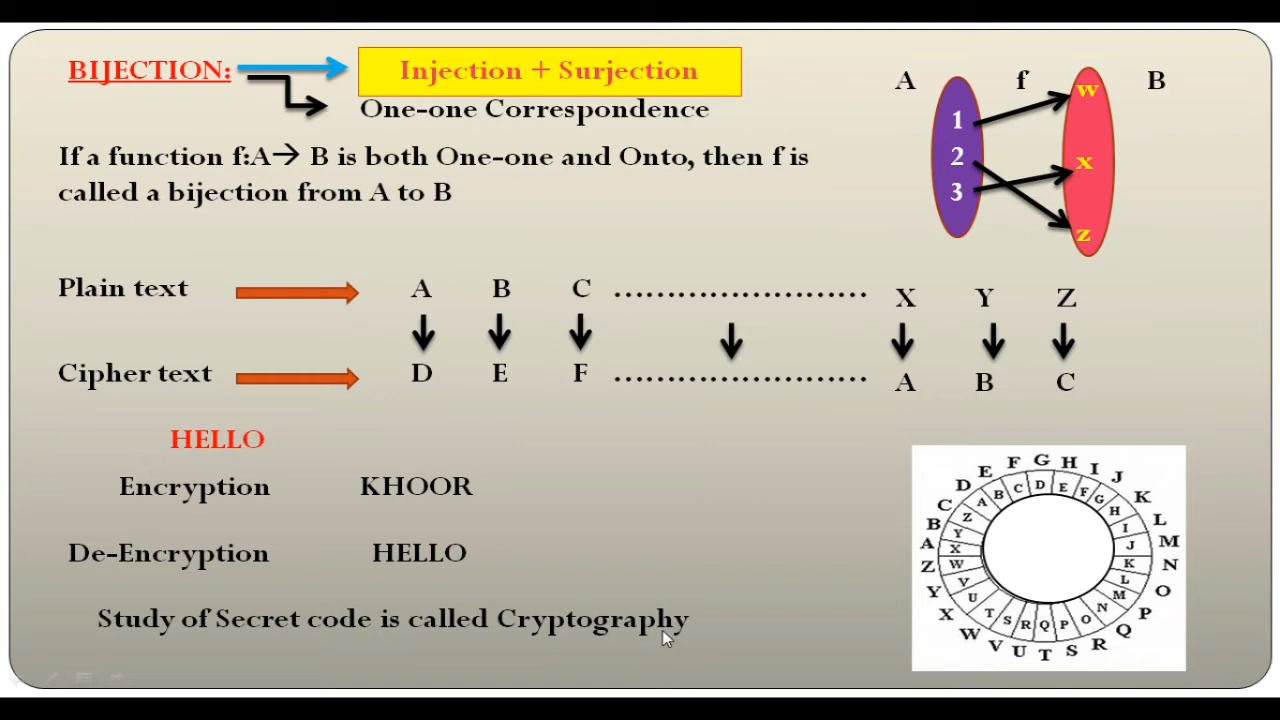 BIJECTION: Injection + Surjection
One-one Correspondence
If a function f:A→ B is both One-one and Onto, then f is
called a bijection from A to B
A f B
1 w
2 x
3 z
Plain text A B C ........................ X Y Z
Cipher text D E F ........................ A B C
HELLO
Encryption KHOOR
De-Encryption HELLO
Study of Secret code is called Cryptography
A B C D E F G H I J K L M N O P Q R S T U V W X Y Z
X Y Z A B C D E F G H I J K L M N O P Q R S T U V W